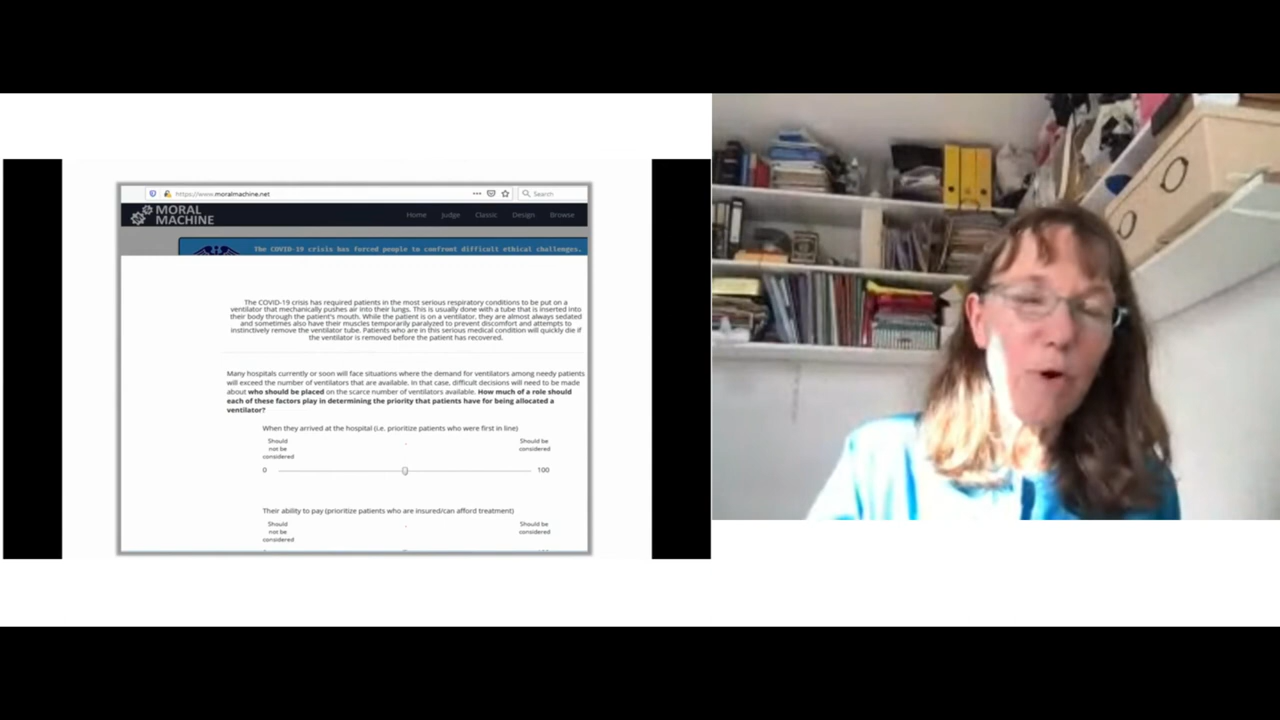 https://www.moralmachine.net
Search
MORAL
MACHINE
Home Judge Classic Design Browse
The COVID-19 crisis has forced people to confront difficult ethical challenges.
The COVID-19 crisis has required patients in the most serious respiratory conditions to be put on a
ventilator that mechanically pushes air into their lungs. This is usually done with a tube that is inserted into
their body through the patient's mouth. While the patient is on a ventilator, they are almost always sedated
and sometimes also have their muscles temporarily paralyzed to prevent discomfort and attempts to
instinctively remove the ventilator tube. Patients who are in this serious medical condition will quickly die if
the ventilator is removed before the patient has recovered.
Many hospitals currently or soon will face situations where the demand for ventilators among needy patients
will exceed the number of ventilators that are available. In that case, difficult decisions will need to be made
about who should be placed on the scarce number of ventilators available. How much of a role should
each of these factors play in determining the priority that patients have for being allocated a
ventilator?
When they arrived at the hospital (i.e. prioritize patients who were first in line)
Should
not be
considered
Should be
considered
0
100
Their ability to pay (prioritize patients who are insured/can afford treatment)
Should
not be
considered
Should be
considered